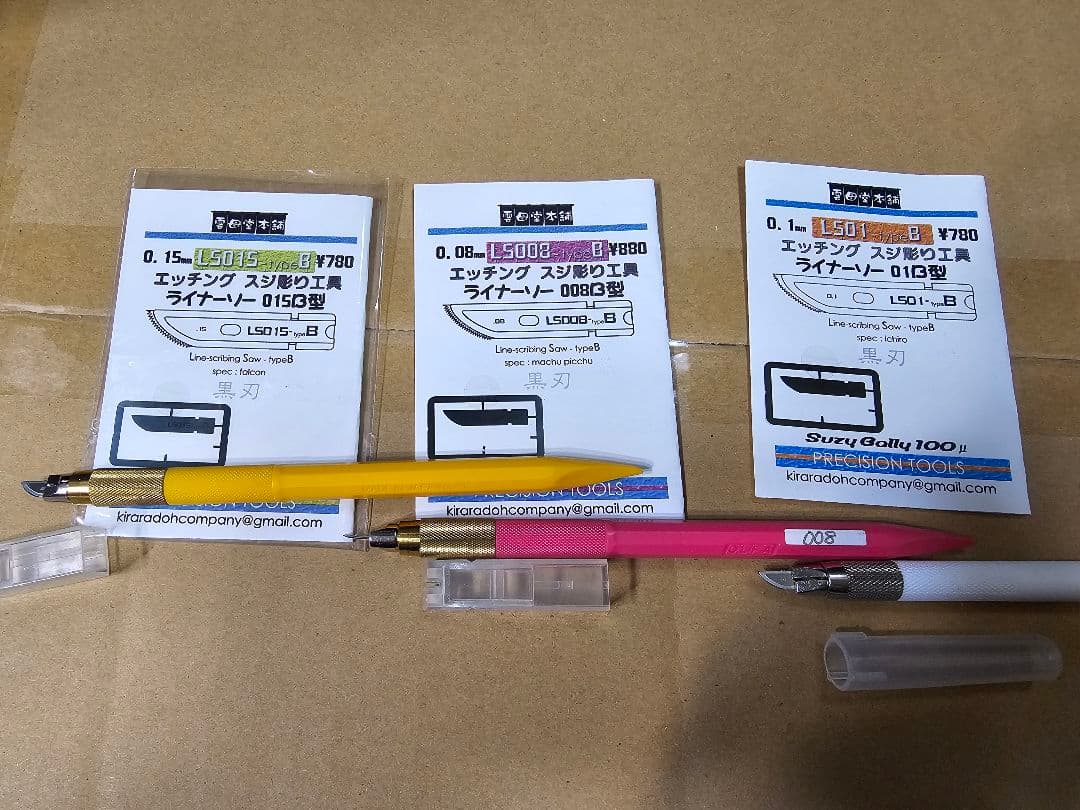 雲母堂本舗
0.15mm LS015-typeB ¥780
エッチング スジ彫り工具
ライナーソー 015B型
.15 LS015-typeB
Line-scribing Saw - typeB
spec : falcon
黒刃
kiraradohcompany@gmail.com
雲母堂本舗
0.08mm LS008-typeB ¥880
エッチング スジ彫り工具
ライナーソー 008B型
.08 LS008-typeB
Line-scribing Saw - typeB
spec : machu picchu
黒刃
PRECISION TOOLS
kiraradohcompany@gmail.com
雲母堂本舗
0.1mm LS01-typeB ¥780
エッチング スジ彫り工具
ライナーソー 01B型
0.1 LS01-typeB
Line-scribing Saw - typeB
spec : ichiro
黒刃
Suzy Gally 100μ
PRECISION TOOLS
kiraradohcompany@gmail.com
OLFA
008